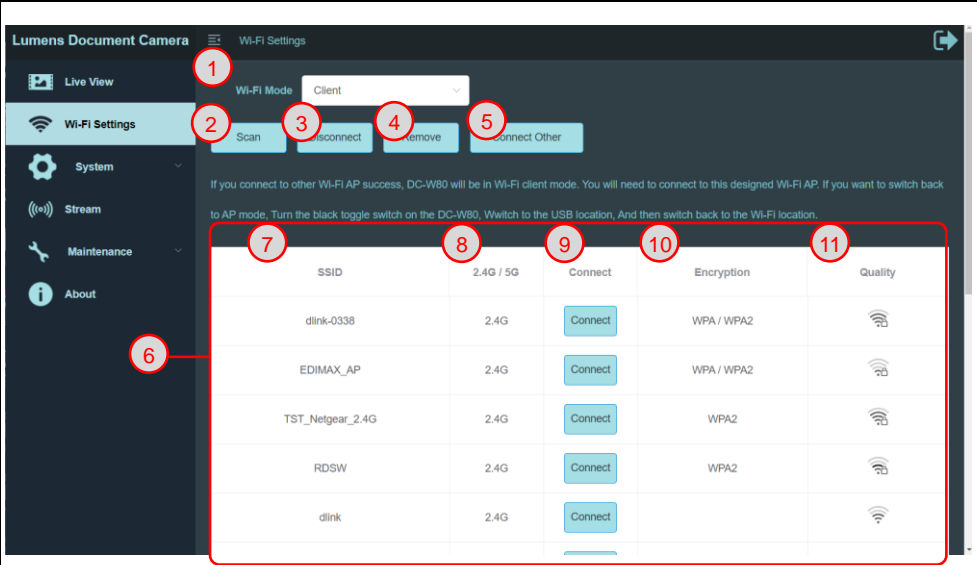 Lumens Document Camera
Wi-Fi Settings
1
Live View
Wi-Fi Mode
Client
Wi-Fi Settings
2
Scan
3
Disconnect
4
Remove
5
Connect Other
System
If you connect to other Wi-Fi AP success, DC-W80 will be in Wi-Fi client mode. You will need to connect to this designed Wi-Fi AP. If you want to switch back
to AP mode, Turn the black toggle switch on the DC-W80, Wwitch to the USB location, And then switch back to the Wi-Fi location.
Stream
Maintenance
About
6
7
8
9
10
11
SSID 2.4G / 5G Connect Encryption Quality
dlink-0338 2.4G Connect WPA / WPA2
EDIMAX_AP 2.4G Connect WPA / WPA2
TST_Netgear_2.4G 2.4G Connect WPA2
RDSW 2.4G Connect WPA2
dlink 2.4G Connect